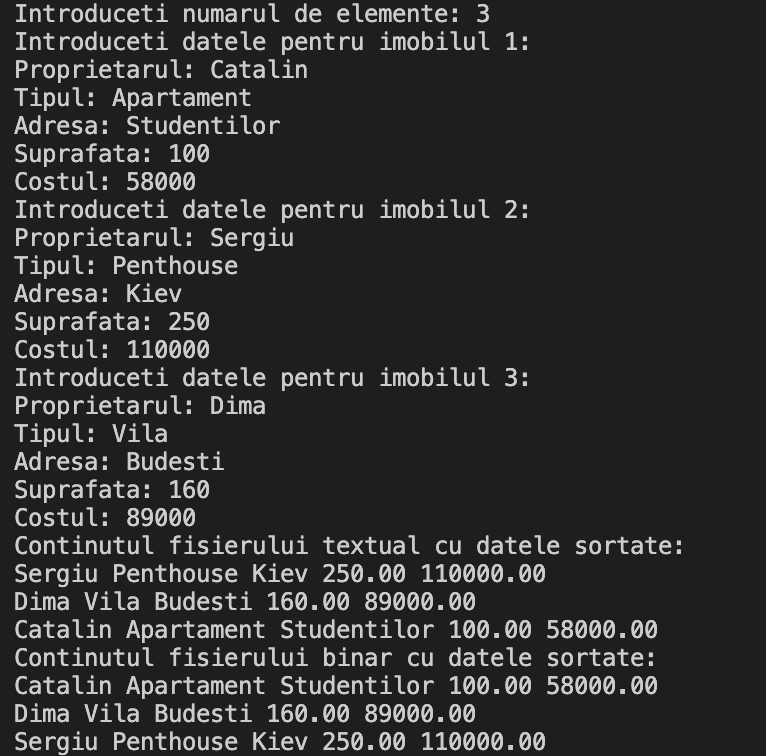 Introduceti numarul de elemente: 3
Introduceti datele pentru imobilul 1:
Proprietarul: Catalin
Tipul: Apartament
Adresa: Studentilor
Suprafata: 100
Costul: 58000
Introduceti datele pentru imobilul 2:
Proprietarul: Sergiu
Tipul: Penthouse
Adresa: Kiev
Suprafata: 250
Costul: 110000
Introduceti datele pentru imobilul 3:
Proprietarul: Dima
Tipul: Vila
Adresa: Budesti
Suprafata: 160
Costul: 89000
Continutul fisierului textual cu datele sortate:
Sergiu Penthouse Kiev 250.00 110000.00
Dima Vila Budesti 160.00 89000.00
Catalin Apartament Studentilor 100.00 58000.00
Continutul fisierului binar cu datele sortate:
Catalin Apartament Studentilor 100.00 58000.00
Dima Vila Budesti 160.00 89000.00
Sergiu Penthouse Kiev 250.00 110000.00